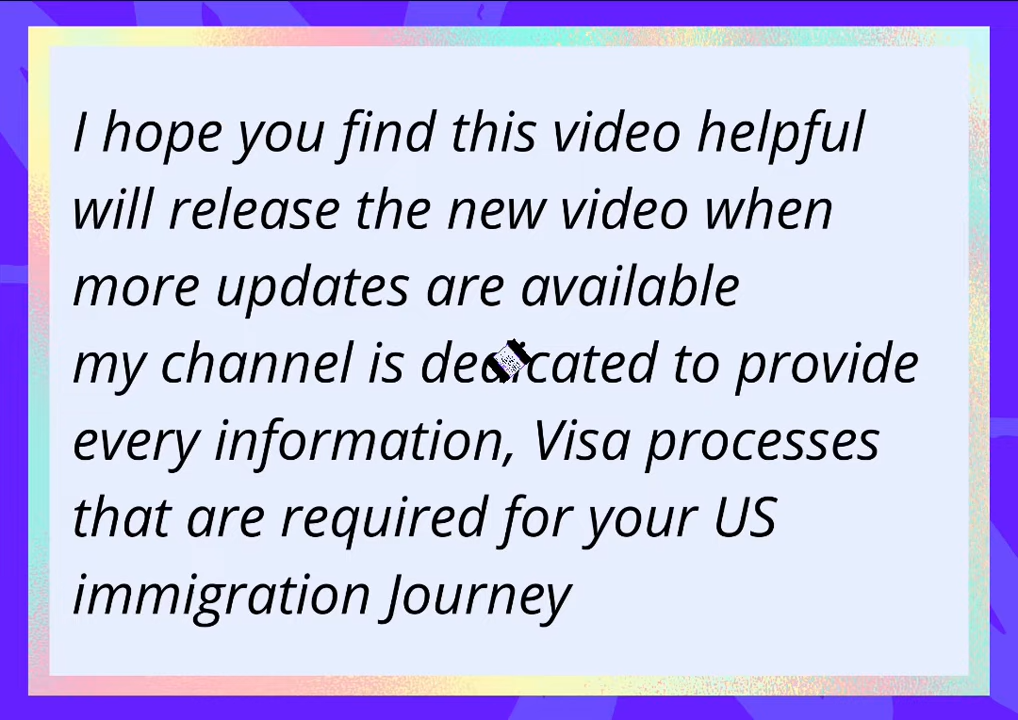 I hope you find this video helpful
will release the new video when
more updates are available
my channel is dedicated to provide
every information, Visa processes
that are required for your US
immigration Journey